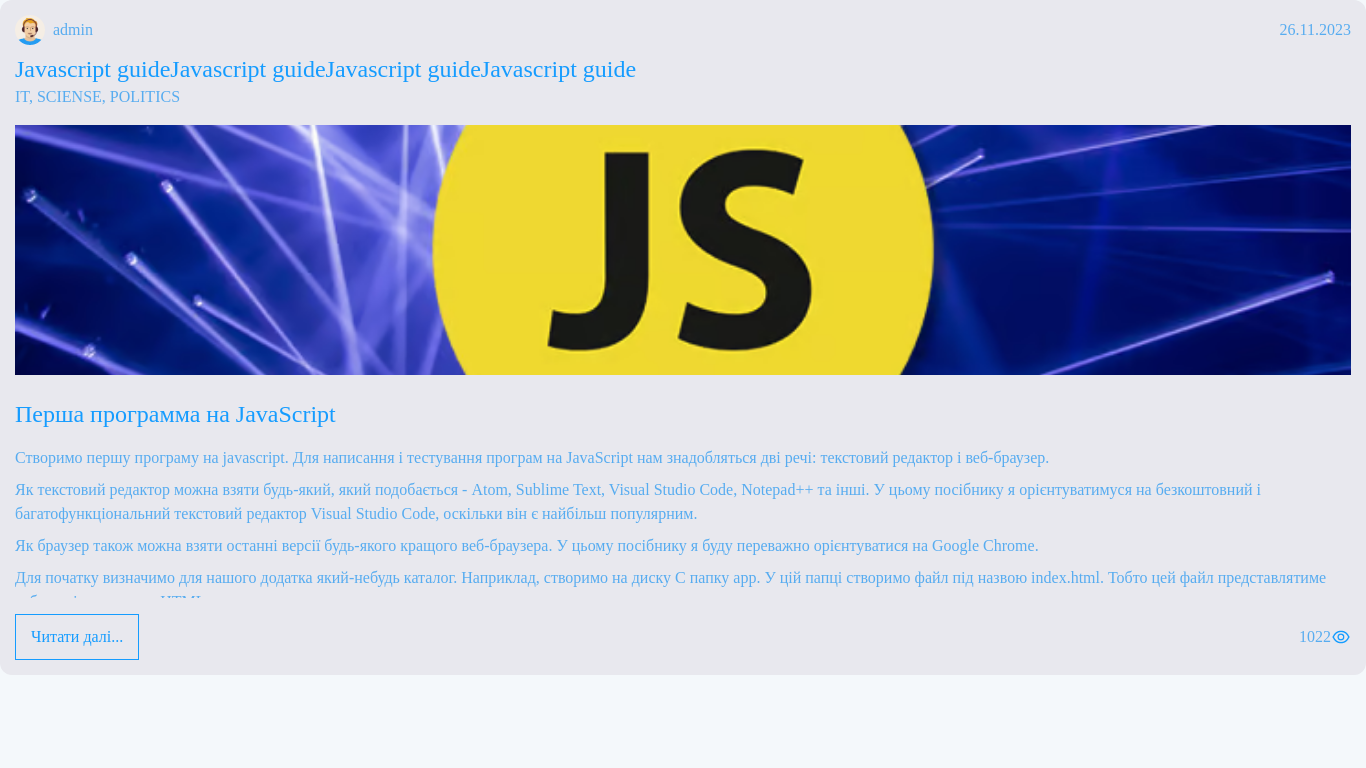 admin
26.11.2023
Javascript guideJavascript guideJavascript guideJavascript guide
IT, SCIENSE, POLITICS
JS
Перша программа на JavaScript
Створимо першу програму на javascript. Для написання і тестування програм на JavaScript нам знадобляться дві речі: текстовий редактор і веб-браузер.
Як текстовий редактор можна взяти будь-який, який подобається - Atom, Sublime Text, Visual Studio Code, Notepad++ та інші. У цьому посібнику я орієнтуватимуся на безкоштовний і
багатофункціональний текстовий редактор Visual Studio Code, оскільки він є найбільш популярним.
Як браузер також можна взяти останні версії будь-якого кращого веб-браузера. У цьому посібнику я буду переважно орієнтуватися на Google Chrome.
Для початку визначимо для нашого додатка який-небудь каталог. Наприклад, створимо на диску C папку app. У цій папці створимо файл під назвою index.html. Тобто цей файл представлятиме
Читати далі...
1022